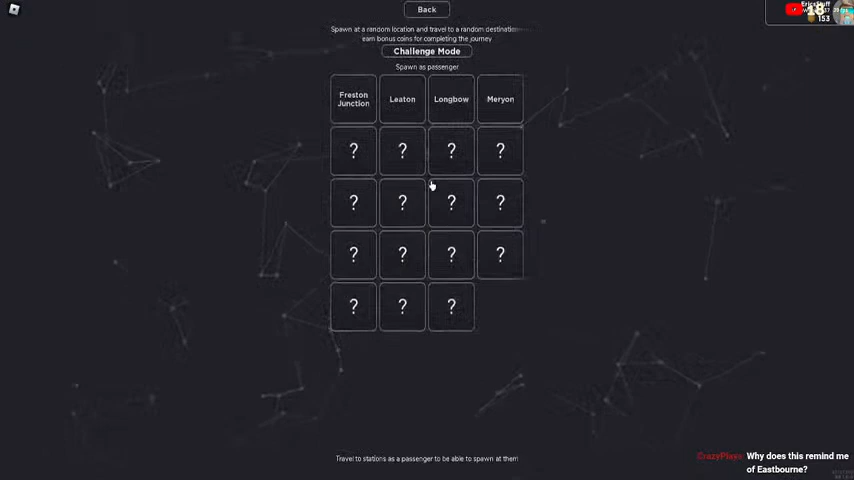 Back
Spawn at a random location and travel to a random destination
earn bonus coins for completing the journey
Challenge Mode
Spawn as passenger
Freston
Junction
Leaton
Longbow
Meryon
? ? ? ?
? ? ? ?
? ? ? ?
? ? ?
Travel to stations as a passenger to be able to spawn at them
EricsStuff
153
CrazyPlayz Why does this remind me
of Eastbourne?